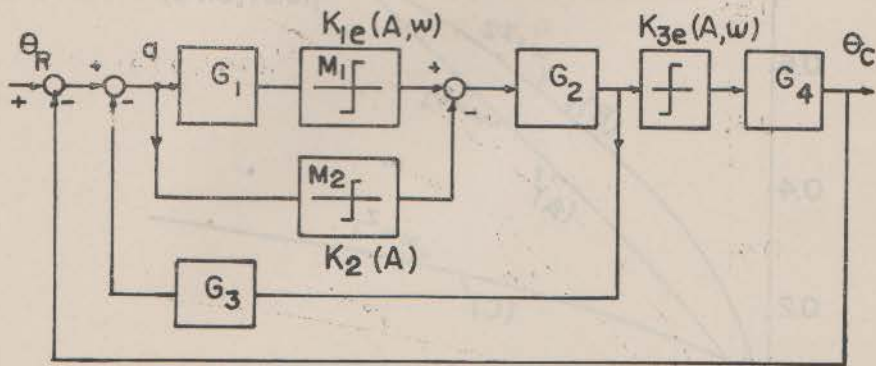 K1e(A,w)
K3e(A,w)
θR
a
G1
M1
G2
G4
θC
+
+
-
-
+
-
M2
K2(A)
G3